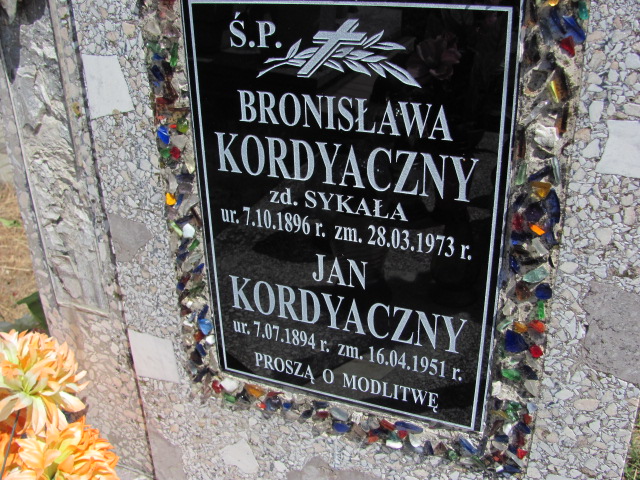 Ś.P.
BRONISŁAWA
KORDYACZNY
zd. SYKAŁA
ur. 7.10.1896 r. zm. 28.03.1973 r.
JAN
KORDYACZNY
ur. 7.07.1894 r. zm. 16.04.1951 r.
PROSZĄ O MODLITWĘ